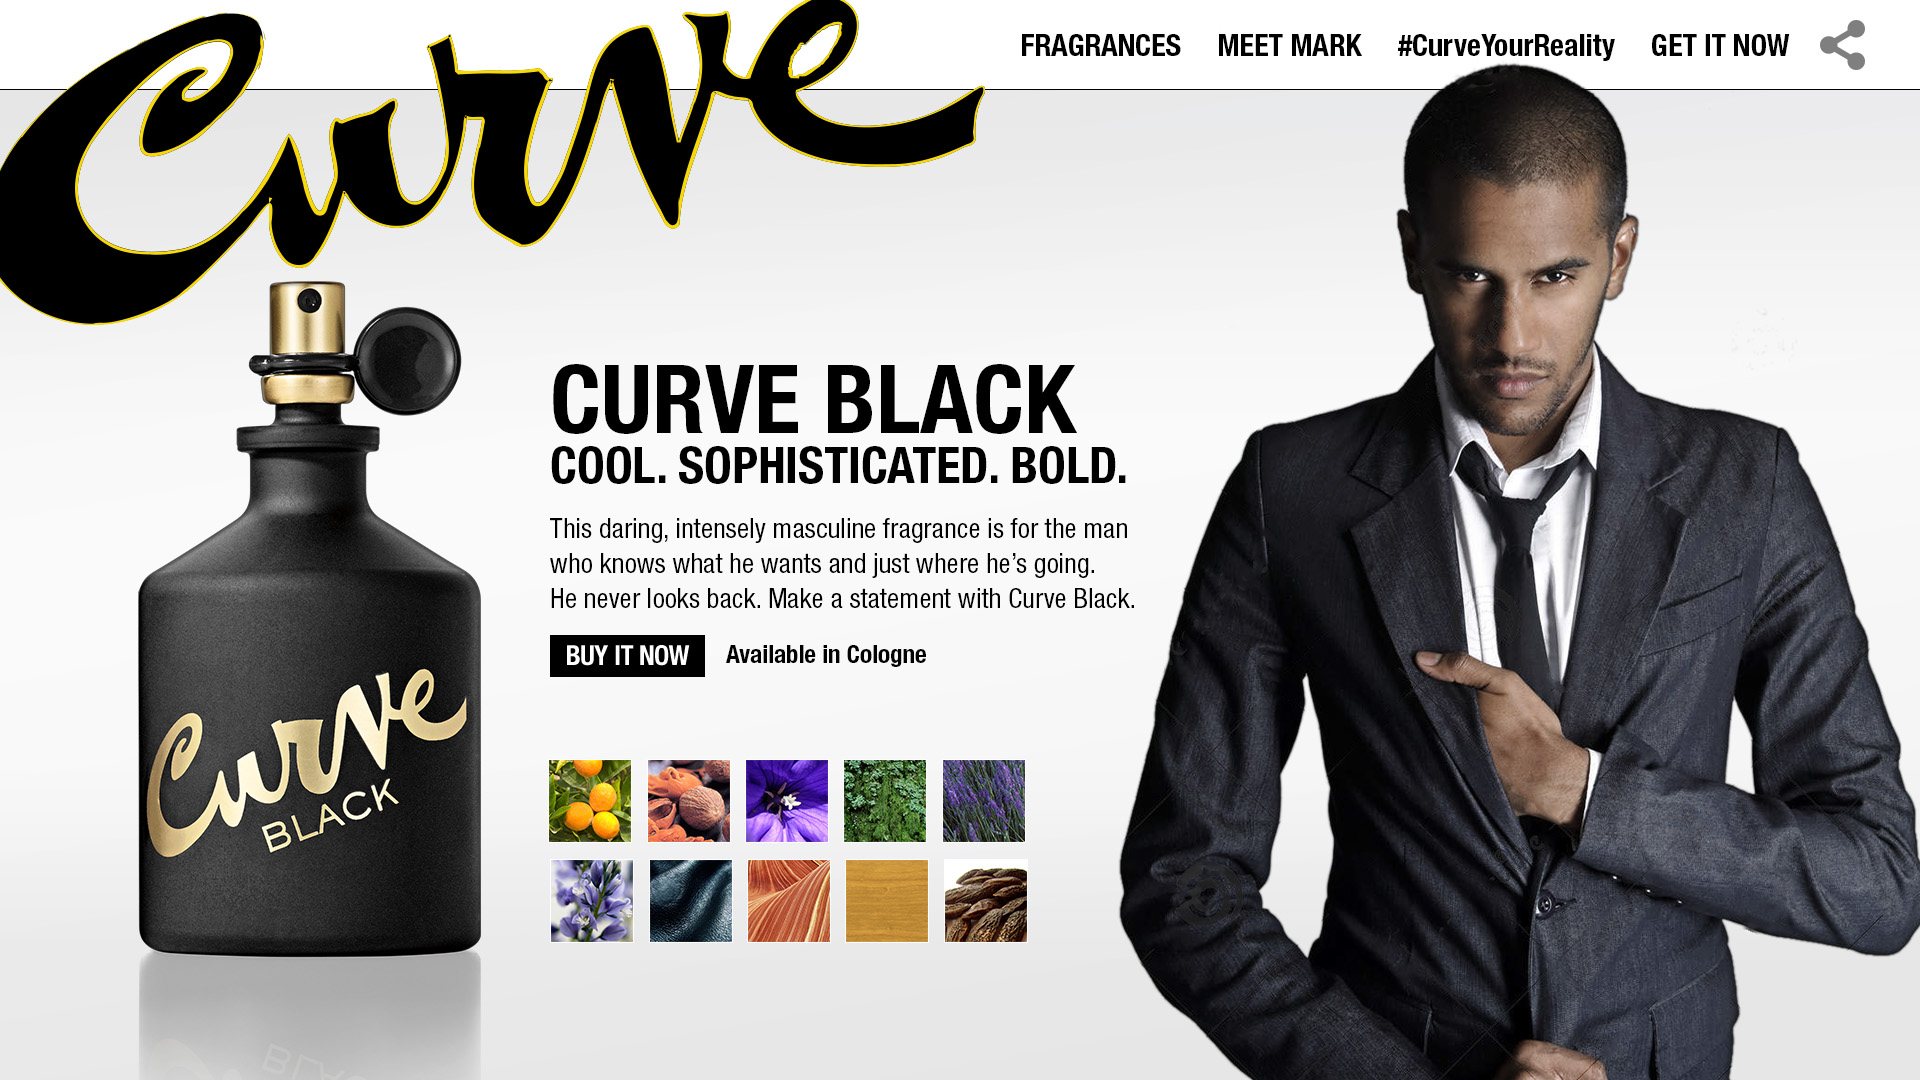 Curve
FRAGRANCES MEET MARK #CurveYourReality GET IT NOW
CURVE BLACK
COOL. SOPHISTICATED. BOLD.
This daring, intensely masculine fragrance is for the man
who knows what he wants and just where he’s going.
He never looks back. Make a statement with Curve Black.
BUY IT NOW Available in Cologne
Curve
BLACK